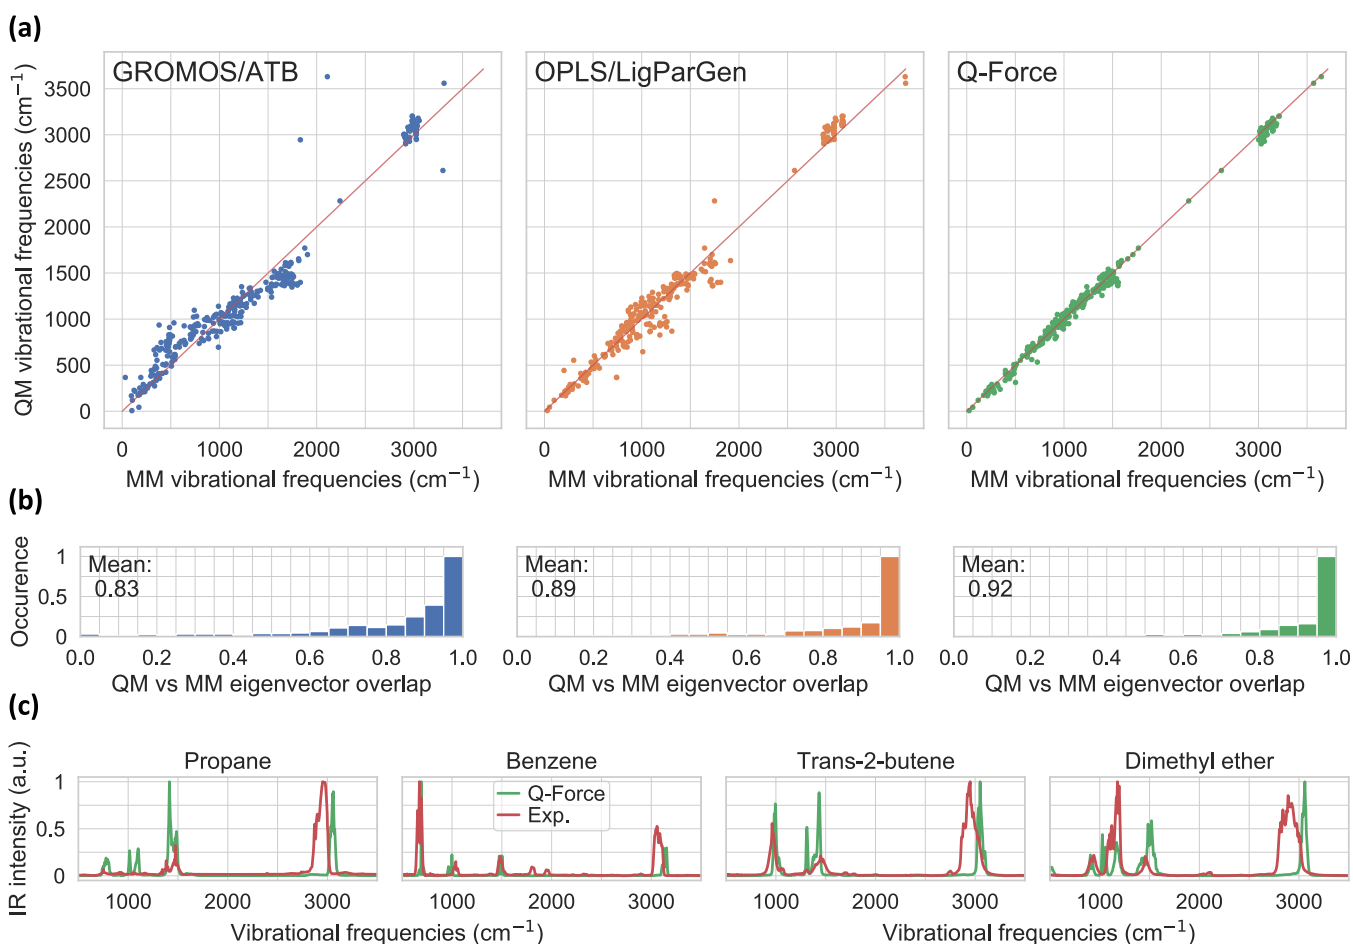 (a)
GROMOS/ATB OPLS/LigParGen Q-Force
QM vibrational frequencies (cm⁻¹)
3500
3000
2500
2000
1500
1000
500
0
0 1000 2000 3000 0 1000 2000 3000 0 1000 2000 3000
MM vibrational frequencies (cm⁻¹) MM vibrational frequencies (cm⁻¹) MM vibrational frequencies (cm⁻¹)
(b)
Occurence
1
0.5
0
Mean:
0.83
Mean:
0.89
Mean:
0.92
0.0 0.2 0.4 0.6 0.8 1.0 0.0 0.2 0.4 0.6 0.8 1.0 0.0 0.2 0.4 0.6 0.8 1.0
QM vs MM eigenvector overlap QM vs MM eigenvector overlap QM vs MM eigenvector overlap
(c)
IR intensity (a.u.)
Propane Benzene Trans-2-butene Dimethyl ether
1
0.5
0
Q-Force
Exp.
1000 2000 3000 1000 2000 3000 1000 2000 3000 1000 2000 3000
Vibrational frequencies (cm⁻¹) Vibrational frequencies (cm⁻¹)